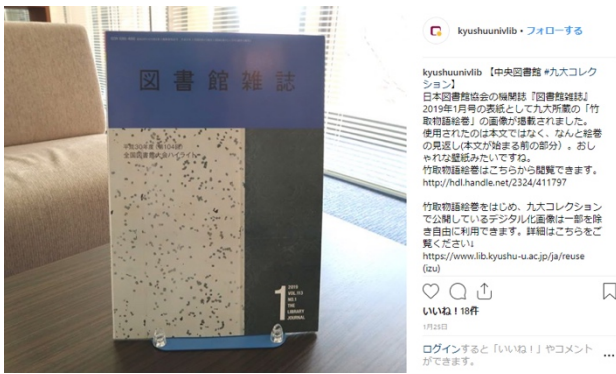 図書館雑誌
平成30年度(第104回)
全国図書館大会ハイライト
1
2019
VOL.113
NO.1
THE
LIBRARY
JOURNAL
kyushuunivlib • フォローする
kyushuunivlib 【中央図書館 #九大コレク
ション】
日本図書館協会の機関誌『図書館雑誌』
2019年1月号の表紙として九大所蔵の「竹
取物語絵巻」の画像が掲載されました。
使用されたのは本文ではなく、なんと絵巻
の見返し(本文が始まる前の部分）。おし
ゃれな壁紙みたいですね。
竹取物語絵巻はこちらから閲覧できます。
http://hdl.handle.net/2324/411797
竹取物語絵巻をはじめ、九大コレクション
で公開しているデジタル化画像は一部を除
き自由に利用できます。詳細はこちらをご
覧ください↓
https://www.lib.kyushu-u.ac.jp/ja/reuse
(izu)
いいね！18件
1月25日
ログインすると「いいね！」やコメント
ができます。